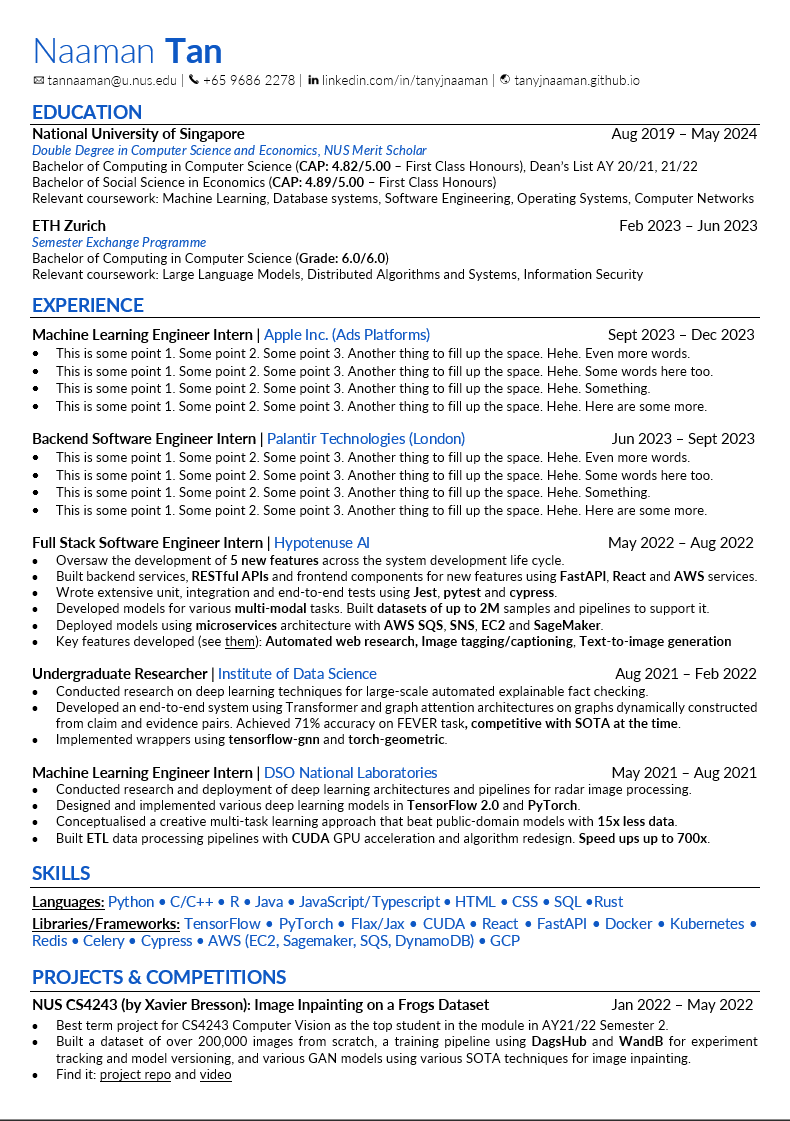 Naaman Tan
tannaaman@u.nus.edu | +65 9686 2278 | linkedin.com/in/tanyjnaaman | tanyjnaaman.github.io
EDUCATION
National University of Singapore Aug 2019 – May 2024
Double Degree in Computer Science and Economics, NUS Merit Scholar
Bachelor of Computing in Computer Science (CAP: 4.82/5.00 – First Class Honours), Dean's List AY 20/21, 21/22
Bachelor of Social Science in Economics (CAP: 4.89/5.00 – First Class Honours)
Relevant coursework: Machine Learning, Database systems, Software Engineering, Operating Systems, Computer Networks
ETH Zurich Feb 2023 – Jun 2023
Semester Exchange Programme
Bachelor of Computing in Computer Science (Grade: 6.0/6.0)
Relevant coursework: Large Language Models, Distributed Algorithms and Systems, Information Security
EXPERIENCE
Machine Learning Engineer Intern | Apple Inc. (Ads Platforms) Sept 2023 – Dec 2023
• This is some point 1. Some point 2. Some point 3. Another thing to fill up the space. Hehe. Even more words.
• This is some point 1. Some point 2. Some point 3. Another thing to fill up the space. Hehe. Some words here too.
• This is some point 1. Some point 2. Some point 3. Another thing to fill up the space. Hehe. Something.
• This is some point 1. Some point 2. Some point 3. Another thing to fill up the space. Hehe. Here are some more.
Backend Software Engineer Intern | Palantir Technologies (London) Jun 2023 – Sept 2023
• This is some point 1. Some point 2. Some point 3. Another thing to fill up the space. Hehe. Even more words.
• This is some point 1. Some point 2. Some point 3. Another thing to fill up the space. Hehe. Some words here too.
• This is some point 1. Some point 2. Some point 3. Another thing to fill up the space. Hehe. Something.
• This is some point 1. Some point 2. Some point 3. Another thing to fill up the space. Hehe. Here are some more.
Full Stack Software Engineer Intern | Hypotenuse AI May 2022 – Aug 2022
• Oversaw the development of 5 new features across the system development life cycle.
• Built backend services, RESTful APIs and frontend components for new features using FastAPI, React and AWS services.
• Wrote extensive unit, integration and end-to-end tests using Jest, pytest and cypress.
• Developed models for various multi-modal tasks. Built datasets of up to 2M samples and pipelines to support it.
• Deployed models using microservices architecture with AWS SQS, SNS, EC2 and SageMaker.
• Key features developed (see them): Automated web research, Image tagging/captioning, Text-to-image generation
Undergraduate Researcher | Institute of Data Science Aug 2021 – Feb 2022
• Conducted research on deep learning techniques for large-scale automated explainable fact checking.
• Developed an end-to-end system using Transformer and graph attention architectures on graphs dynamically constructed
from claim and evidence pairs. Achieved 71% accuracy on FEVER task, competitive with SOTA at the time.
• Implemented wrappers using tensorflow-gnn and torch-geometric.
Machine Learning Engineer Intern | DSO National Laboratories May 2021 – Aug 2021
• Conducted research and deployment of deep learning architectures and pipelines for radar image processing.
• Designed and implemented various deep learning models in TensorFlow 2.0 and PyTorch.
• Conceptualised a creative multi-task learning approach that beat public-domain models with 15x less data.
• Built ETL data processing pipelines with CUDA GPU acceleration and algorithm redesign. Speed ups up to 700x.
SKILLS
Languages: Python • C/C++ • R • Java • JavaScript/Typescript • HTML • CSS • SQL •Rust
Libraries/Frameworks: TensorFlow • PyTorch • Flax/Jax • CUDA • React • FastAPI • Docker • Kubernetes •
Redis • Celery • Cypress • AWS (EC2, Sagemaker, SQS, DynamoDB) • GCP
PROJECTS & COMPETITIONS
NUS CS4243 (by Xavier Bresson): Image Inpainting on a Frogs Dataset Jan 2022 – May 2022
• Best term project for CS4243 Computer Vision as the top student in the module in AY21/22 Semester 2.
• Built a dataset of over 200,000 images from scratch, a training pipeline using DagsHub and WandB for experiment
tracking and model versioning, and various GAN models using various SOTA techniques for image inpainting.
• Find it: project repo and video